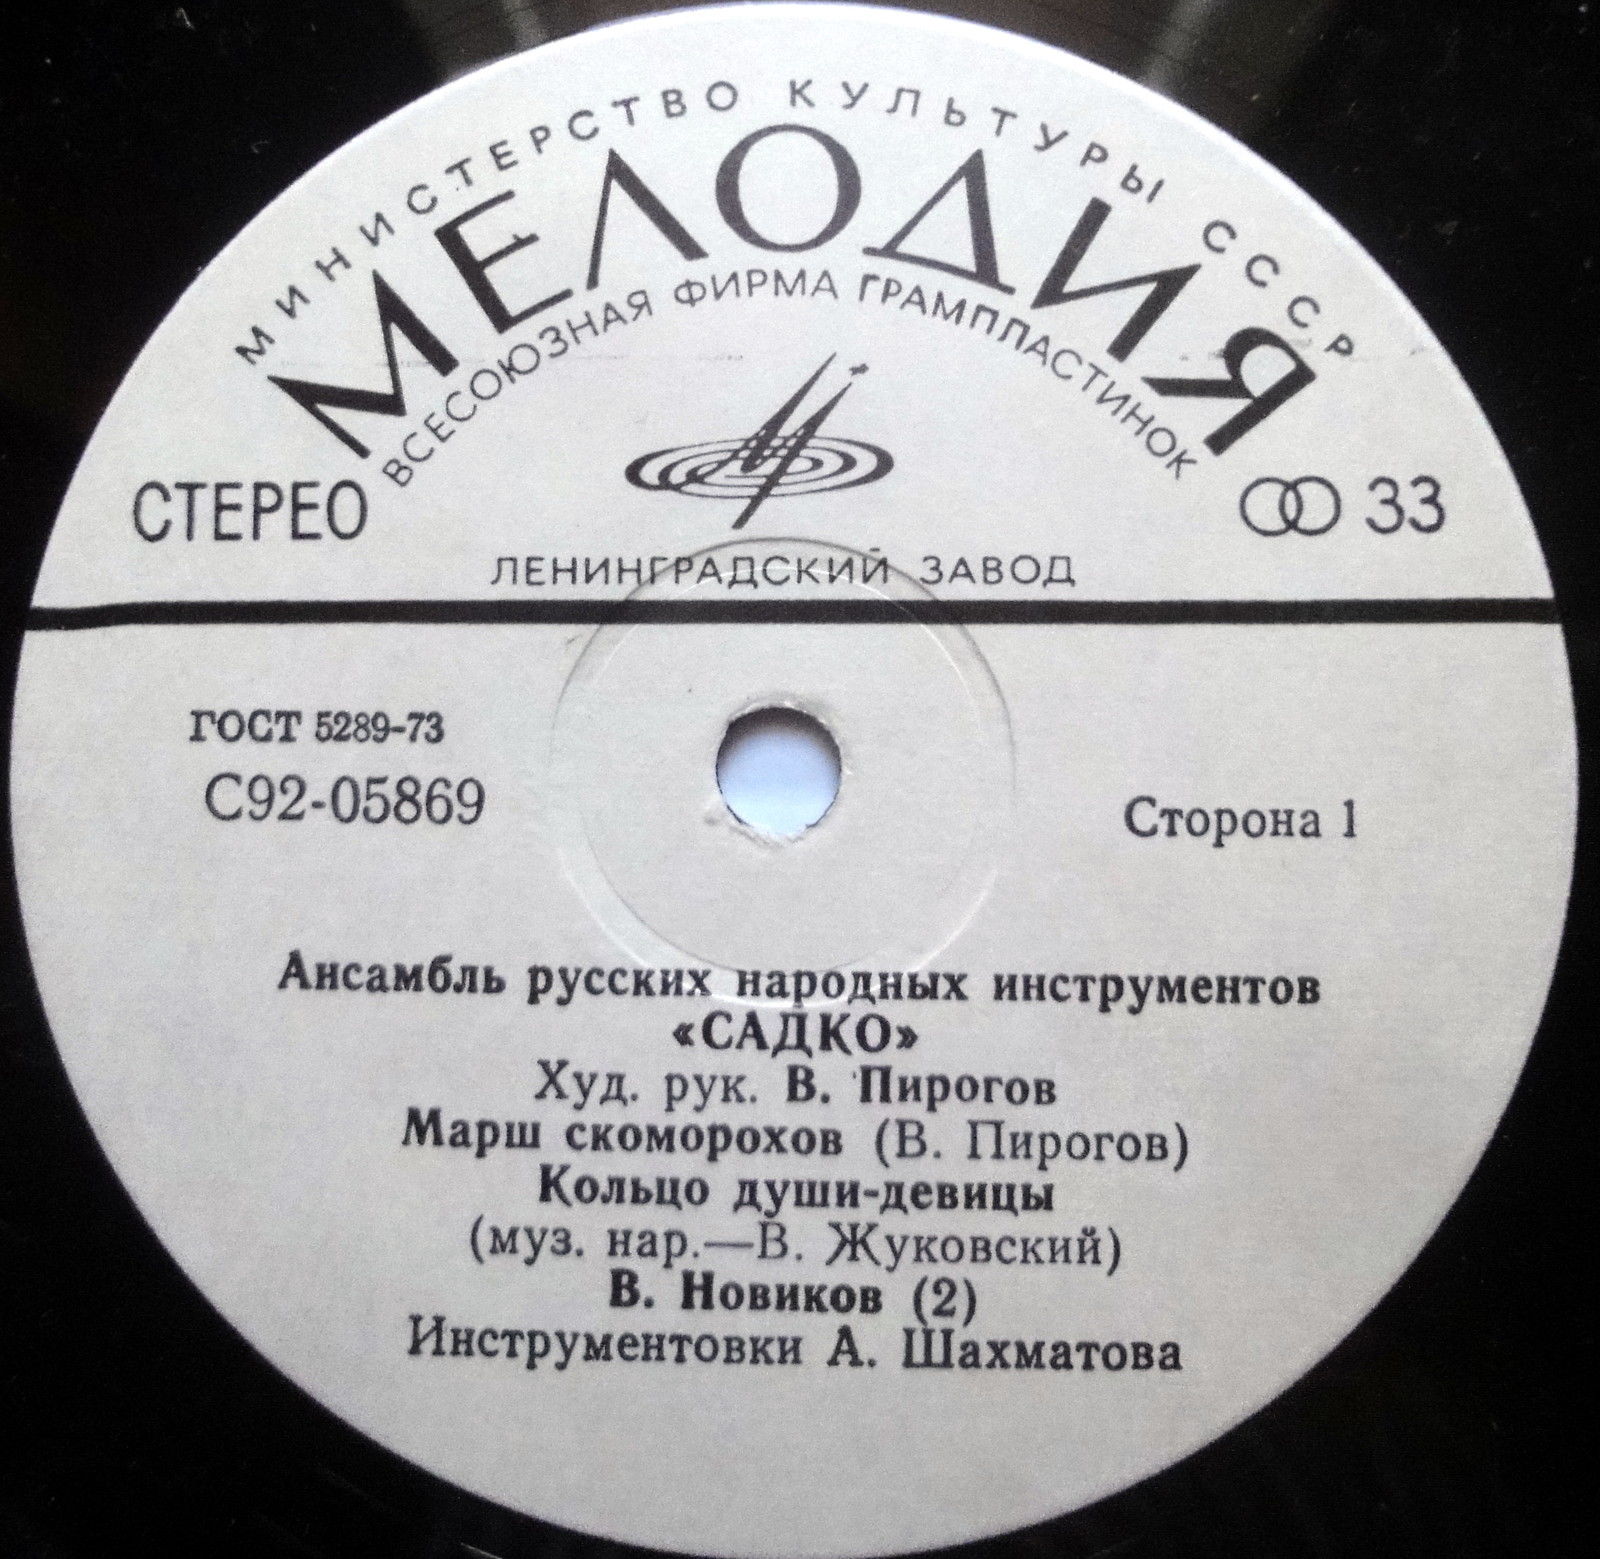 МИНИСТЕРСТВО КУЛЬТУРЫ СССР
МЕЛОДИЯ
ВСЕСОЮЗНАЯ ФИРМА ГРАМПЛАСТИНОК
СТЕРЕО
33
ЛЕНИНГРАДСКИЙ ЗАВОД
ГОСТ 5289-73
С92-05869
Сторона 1
Ансамбль русских народных инструментов
«САДКО»
Худ. рук. В. Пирогов
Марш скоморохов (В. Пирогов)
Кольцо души-девицы
(муз. нар.—В. Жуковский)
В. Новиков (2)
Инструментовки А. Шахматова